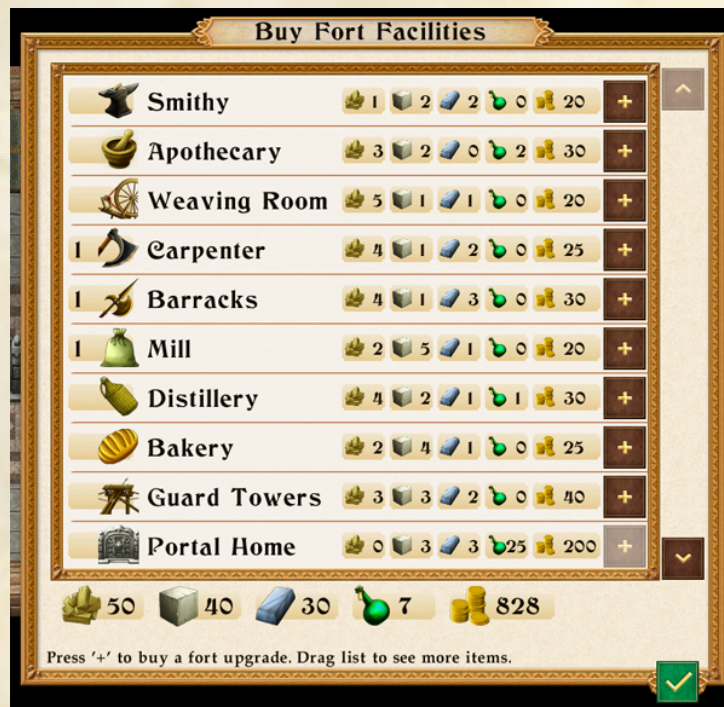 Buy Fort Facilities
Smithy 1 2 2 0 20 +
Apothecary 3 2 0 2 30 +
Weaving Room 5 1 1 0 20 +
1 Carpenter 4 1 2 0 25 +
1 Barracks 4 1 3 0 30 +
1 Mill 2 5 1 0 20 +
Distillery 4 2 1 1 30 +
Bakery 2 4 1 0 25 +
Guard Towers 3 3 2 0 40 +
Portal Home 0 3 3 25 200 +
50 40 30 7 828
Press '+' to buy a fort upgrade. Drag list to see more items.